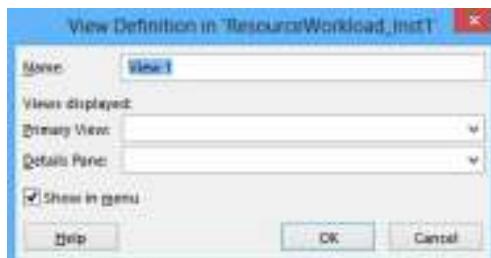 View Definition in 'ResourceWorkload_Inst1'
Name:
View 1
Views displayed:
Primary View:
Details Pane:
Show in menu
Help
OK
Cancel